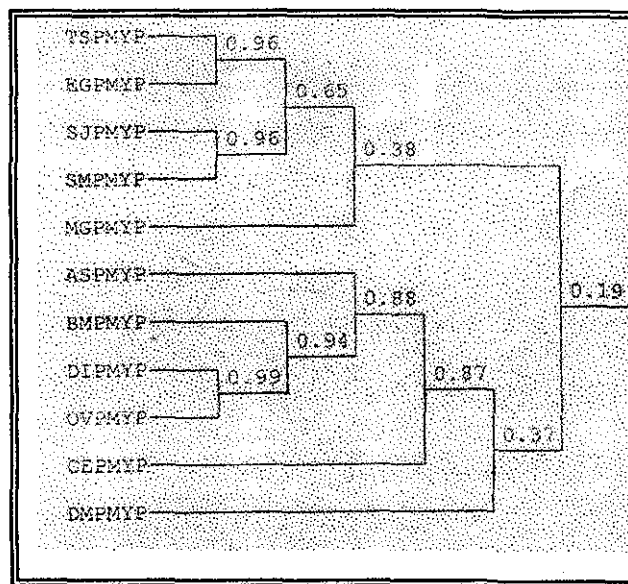 TSPMYP
0.96
EGPMYP
0.65
SJPMYP
0.96
0.38
SMPMYP
MGPMYP
ASPMYP
0.88
0.19
BMPMYP
0.94
DIPMYP
0.99
0.87
OVPMYP
0.37
CEPMYP
DMPMYP